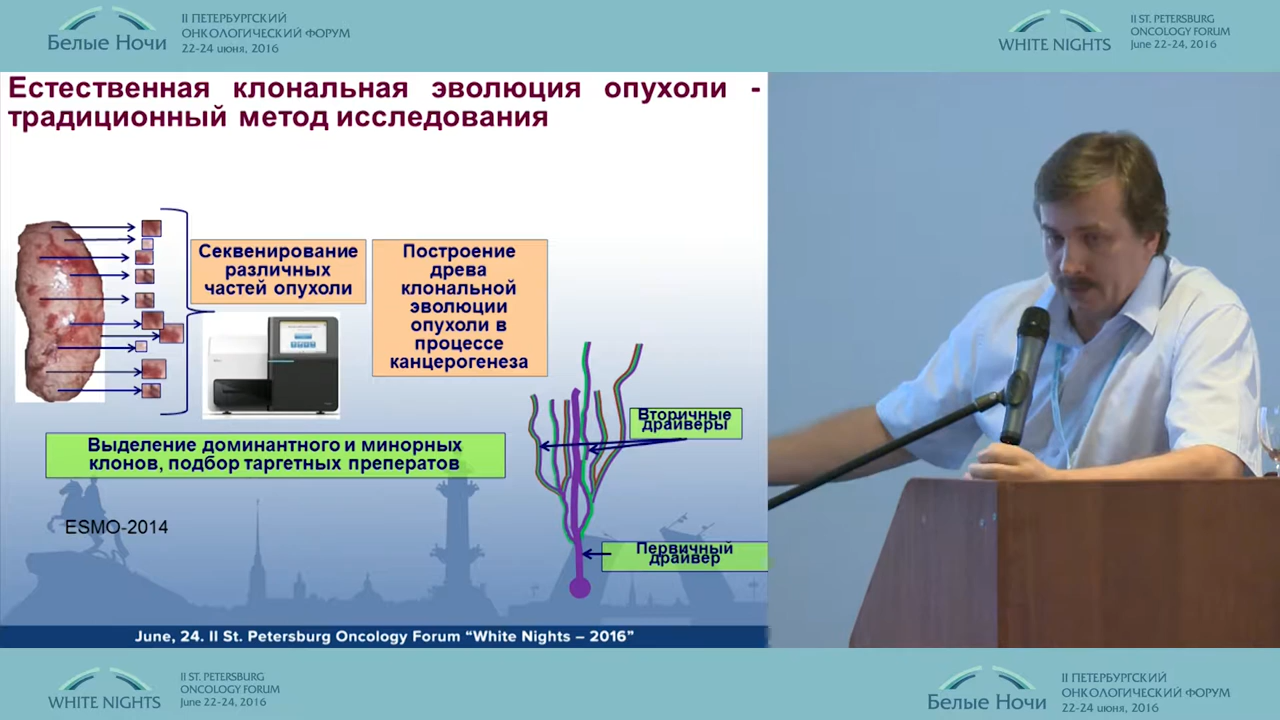 Белые Ночи
II ПЕТЕРБУРГСКИЙ
ОНКОЛОГИЧЕСКИЙ ФОРУМ
22-24 июня, 2016
WHITE NIGHTS
II ST. PETERSBURG
ONCOLOGY FORUM
June 22-24, 2016
Естественная клональная эволюция опухоли -
традиционный метод исследования
Секвенирование
различных
частей опухоли
Построение
древа
клональной
эволюции
опухоли в
процессе
канцерогенеза
Вторичные
драйверы
Выделение доминантного и минорных
клонов, подбор таргетных преператов
ESMO-2014
Первичный
драйвер
June, 24. II St. Petersburg Oncology Forum “White Nights – 2016”
WHITE NIGHTS
II ST. PETERSBURG
ONCOLOGY FORUM
June 22-24, 2016
Белые Ночи
II ПЕТЕРБУРГСКИЙ
ОНКОЛОГИЧЕСКИЙ ФОРУМ
22-24 июня, 2016